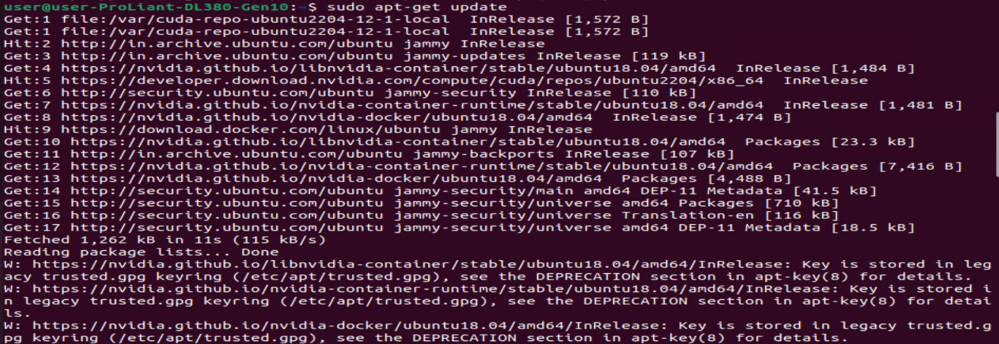 user@user-ProLiant-DL380-Gen10:~$ sudo apt-get update
Get:1 file:/var/cuda-repo-ubuntu2204-12-1-local  InRelease [1,572 B]
Get:1 file:/var/cuda-repo-ubuntu2204-12-1-local  InRelease [1,572 B]
Hit:2 http://in.archive.ubuntu.com/ubuntu jammy InRelease
Get:3 http://in.archive.ubuntu.com/ubuntu jammy-updates InRelease [119 kB]
Get:4 https://nvidia.github.io/libnvidia-container/stable/ubuntu18.04/amd64  InRelease [1,484 B]
Hit:5 https://developer.download.nvidia.com/compute/cuda/repos/ubuntu2204/x86_64  InRelease
Get:6 http://security.ubuntu.com/ubuntu jammy-security InRelease [110 kB]
Get:7 https://nvidia.github.io/nvidia-container-runtime/stable/ubuntu18.04/amd64  InRelease [1,481 B]
Get:8 https://nvidia.github.io/nvidia-docker/ubuntu18.04/amd64  InRelease [1,474 B]
Hit:9 https://download.docker.com/linux/ubuntu jammy InRelease
Get:10 https://nvidia.github.io/libnvidia-container/stable/ubuntu18.04/amd64  Packages [23.3 kB]
Get:11 http://in.archive.ubuntu.com/ubuntu jammy-backports InRelease [107 kB]
Get:12 https://nvidia.github.io/nvidia-container-runtime/stable/ubuntu18.04/amd64  Packages [7,416 B]
Get:13 https://nvidia.github.io/nvidia-docker/ubuntu18.04/amd64  Packages [4,488 B]
Get:14 http://security.ubuntu.com/ubuntu jammy-security/main amd64 DEP-11 Metadata [41.5 kB]
Get:15 http://security.ubuntu.com/ubuntu jammy-security/universe amd64 Packages [710 kB]
Get:16 http://security.ubuntu.com/ubuntu jammy-security/universe Translation-en [116 kB]
Get:17 http://security.ubuntu.com/ubuntu jammy-security/universe amd64 DEP-11 Metadata [18.5 kB]
Fetched 1,262 kB in 11s (115 kB/s)
Reading package lists... Done
W: https://nvidia.github.io/libnvidia-container/stable/ubuntu18.04/amd64/InRelease: Key is stored in leg
acy trusted.gpg keyring (/etc/apt/trusted.gpg), see the DEPRECATION section in apt-key(8) for details.
W: https://nvidia.github.io/nvidia-container-runtime/stable/ubuntu18.04/amd64/InRelease: Key is stored i
n legacy trusted.gpg keyring (/etc/apt/trusted.gpg), see the DEPRECATION section in apt-key(8) for detai
ls.
W: https://nvidia.github.io/nvidia-docker/ubuntu18.04/amd64/InRelease: Key is stored in legacy trusted.g
pg keyring (/etc/apt/trusted.gpg), see the DEPRECATION section in apt-key(8) for details.